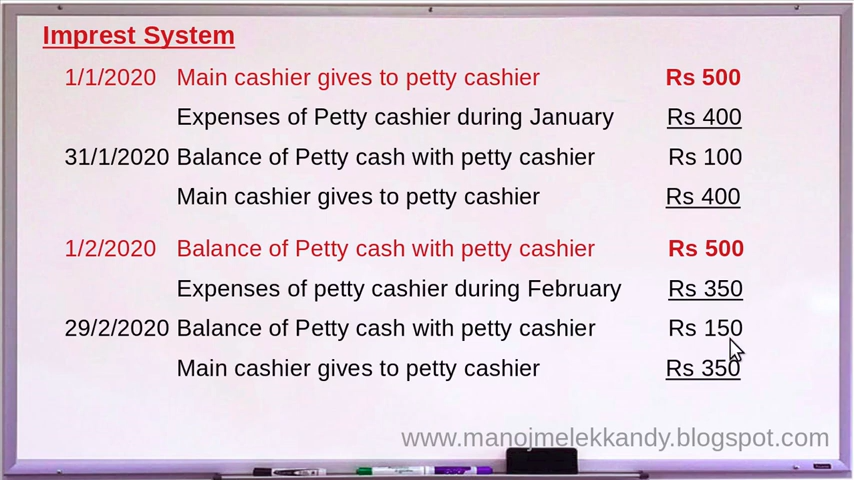 Imprest System
1/1/2020 Main cashier gives to petty cashier Rs 500
Expenses of Petty cashier during January Rs 400
31/1/2020 Balance of Petty cash with petty cashier Rs 100
Main cashier gives to petty cashier Rs 400
1/2/2020 Balance of Petty cash with petty cashier Rs 500
Expenses of petty cashier during February Rs 350
29/2/2020 Balance of Petty cash with petty cashier Rs 150
Main cashier gives to petty cashier Rs 350
www.manojmelekkandy.blogspot.com